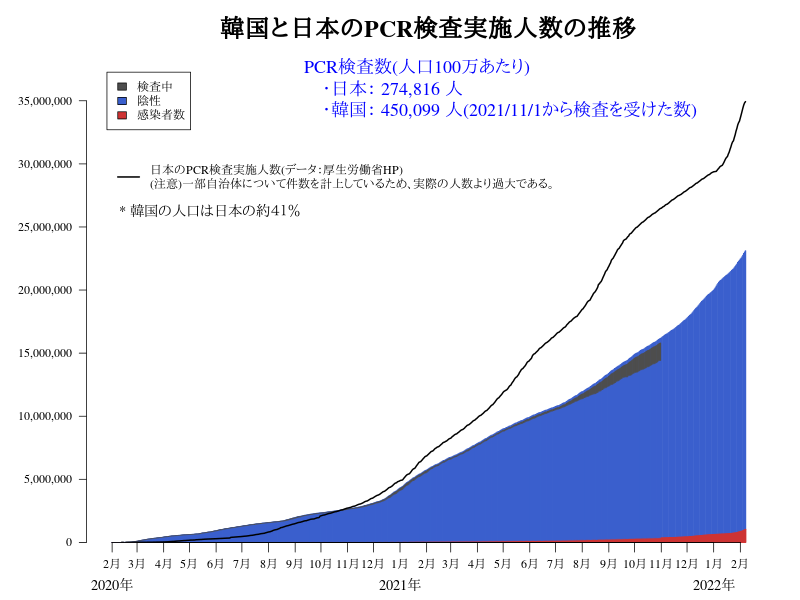 韓国と日本のPCR検査実施人数の推移
PCR検査数(人口100万あたり)
・日本： 274,816 人
・韓国： 450,099 人(2021/11/1から検査を受けた数)
検査中
陰性
感染者数
日本のPCR検査実施人数(データ：厚生労働省HP)
(注意)一部自治体について件数を計上しているため、実際の人数より過大である。
* 韓国の人口は日本の約41%
35,000,000
30,000,000
25,000,000
20,000,000
15,000,000
10,000,000
5,000,000
0
2月 3月 4月 5月 6月 7月 8月 9月 10月 11月 12月 1月 2月 3月 4月 5月 6月 7月 8月 9月 10月 11月 12月 1月 2月
2020年 2021年 2022年